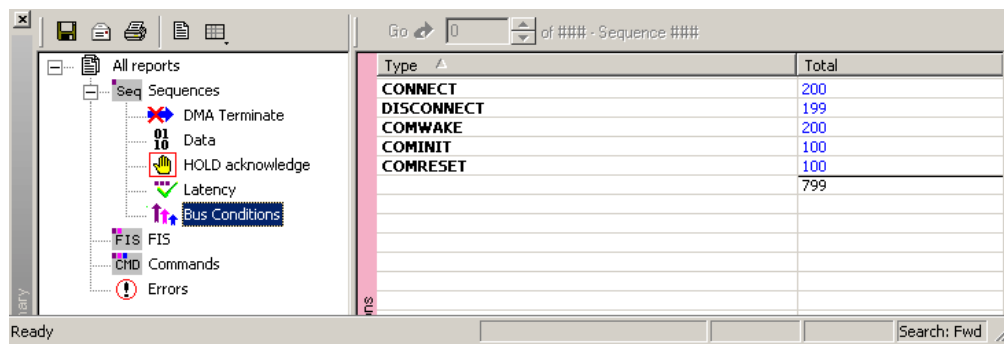 Go 0 of ### - Sequence ###
All reports
Seq Sequences
DMA Terminate
01
10 Data
HOLD acknowledge
Latency
Bus Conditions
FIS FIS
CMD Commands
Errors
Type Total
CONNECT 200
DISCONNECT 199
COMWAKE 200
COMINIT 100
COMRESET 100
799
Ready Search: Fwd